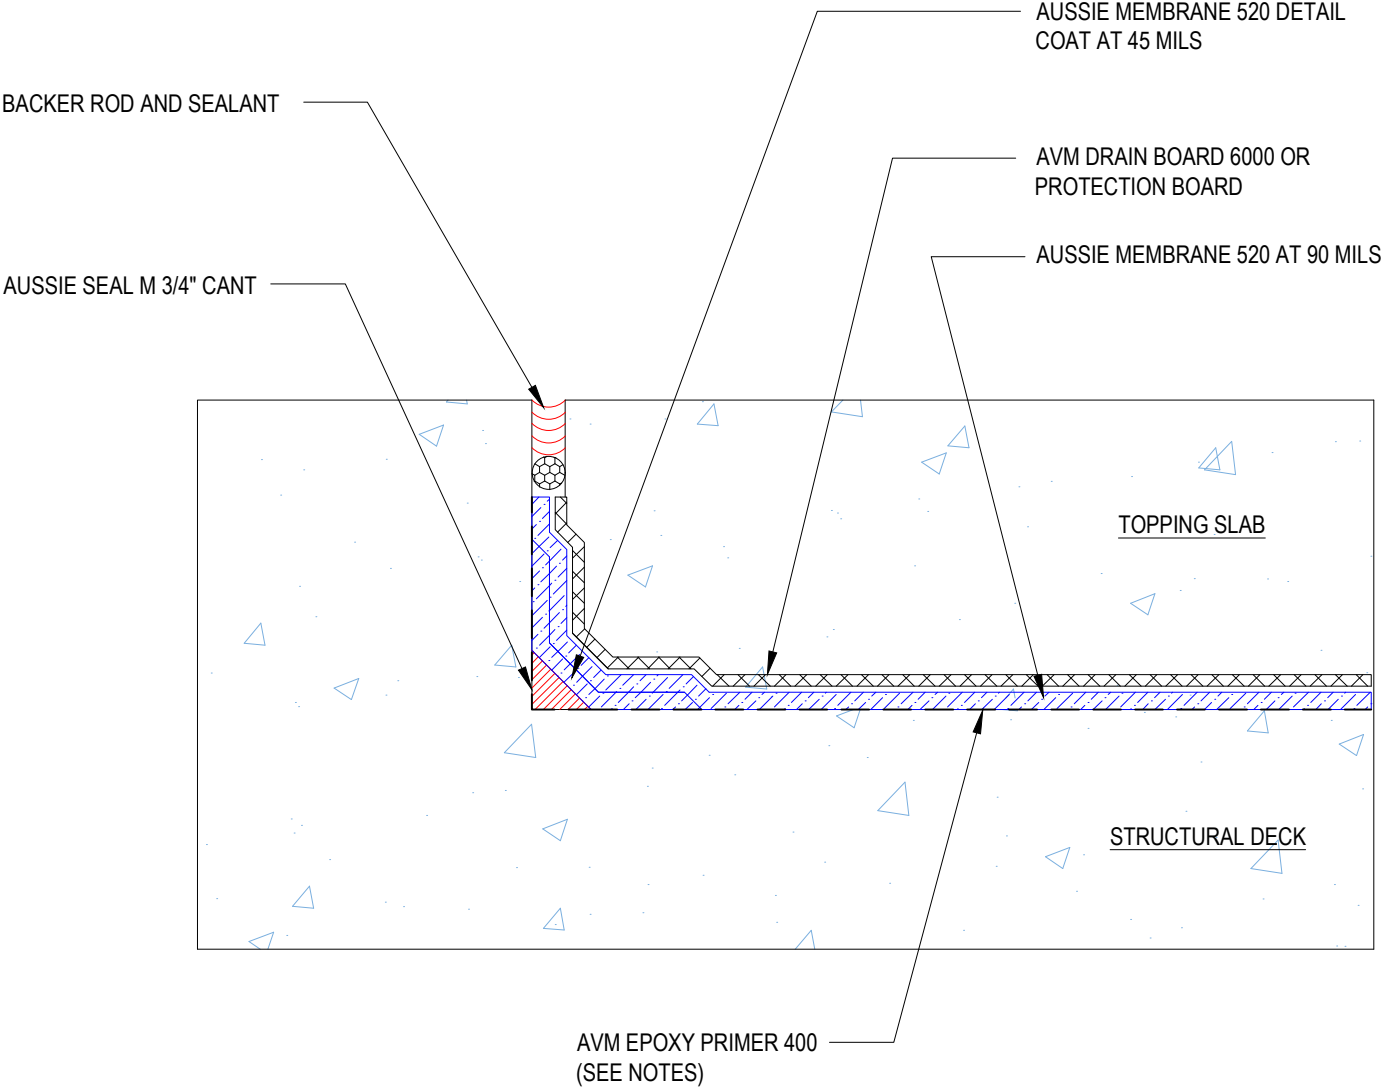 AUSSIE MEMBRANE 520 DETAIL
COAT AT 45 MILS
BACKER ROD AND SEALANT
AVM DRAIN BOARD 6000 OR
PROTECTION BOARD
AUSSIE MEMBRANE 520 AT 90 MILS
AUSSIE SEAL M 3/4" CANT
TOPPING SLAB
STRUCTURAL DECK
AVM EPOXY PRIMER 400
(SEE NOTES)